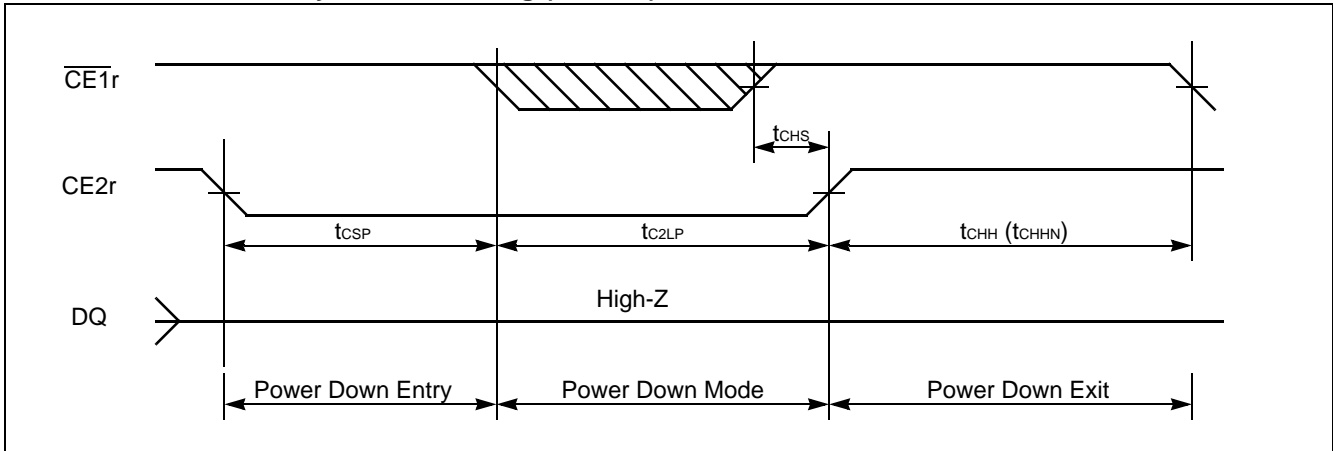 CE1r
tCHS
CE2r
tCSP
tC2LP
tCHH (tCHHN)
High-Z
DQ
Power Down Entry
Power Down Mode
Power Down Exit